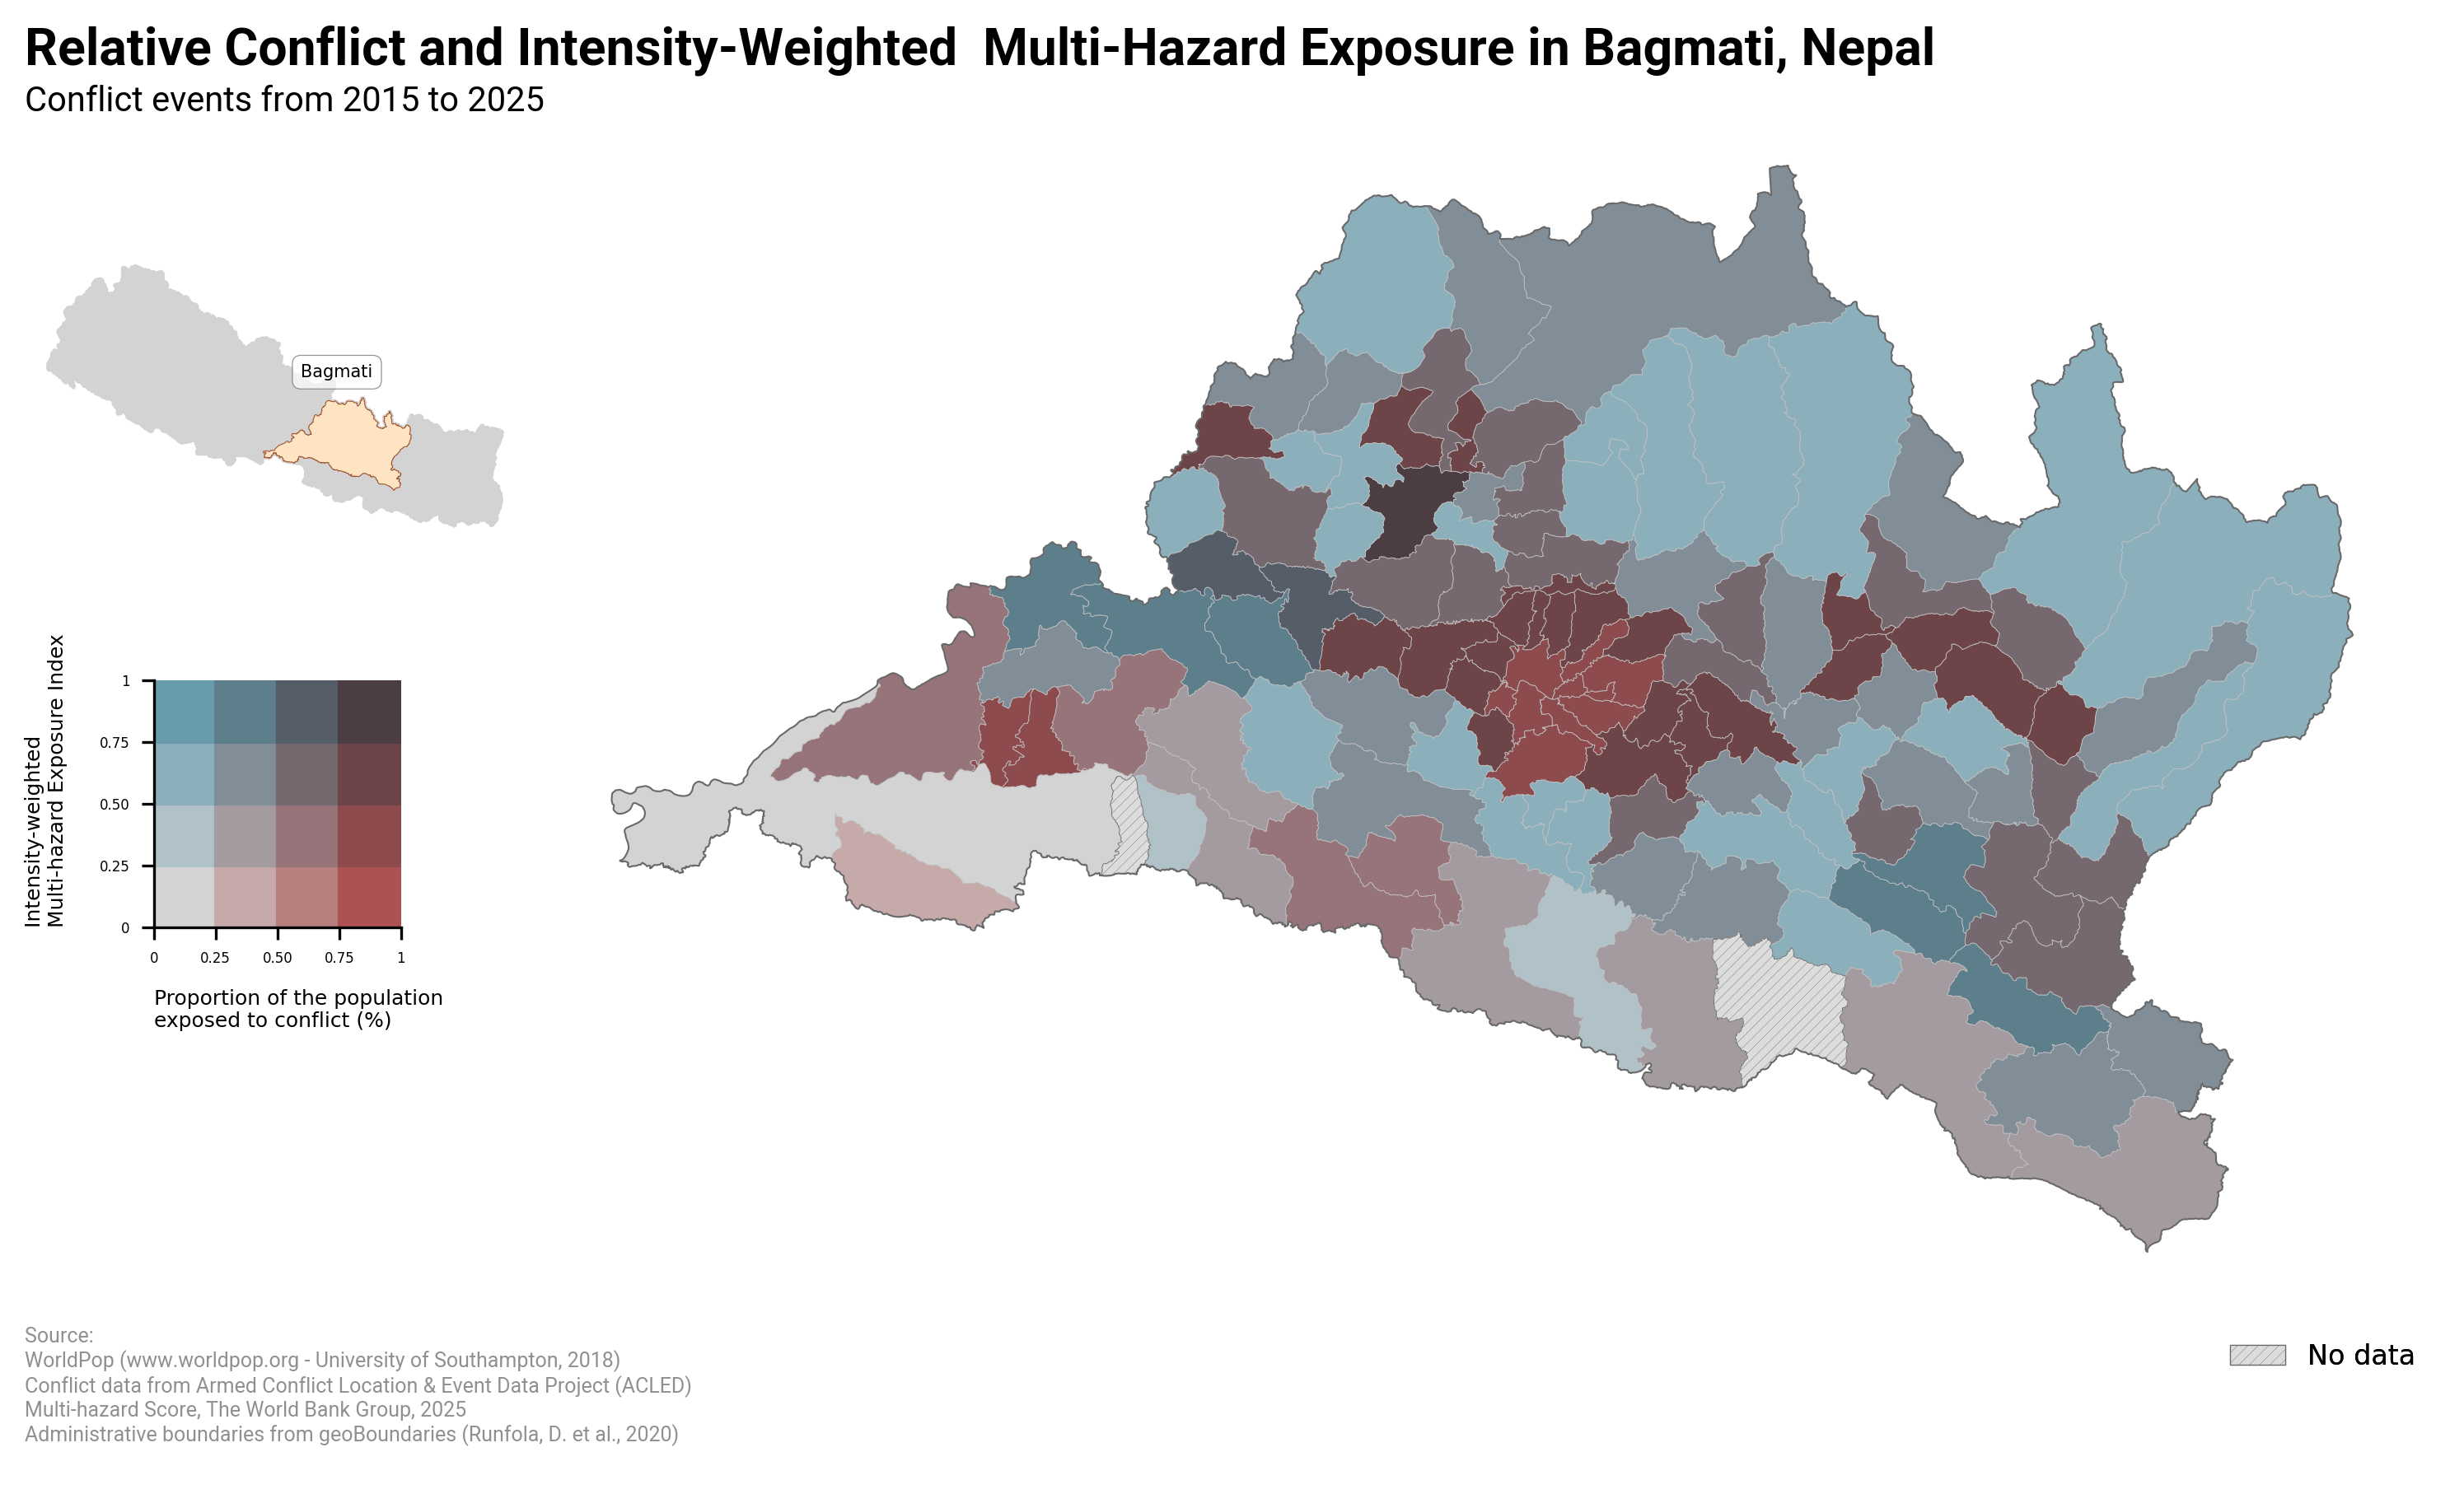 Relative Conflict and Intensity-Weighted  Multi-Hazard Exposure in Bagmati, Nepal
Conflict events from 2015 to 2025
Bagmati
Intensity-weighted
Multi-hazard Exposure Index
1
0.75
0.50
0.25
0
0
0.25
0.50
0.75
1
Proportion of the population
exposed to conflict (%)
Source:
WorldPop (www.worldpop.org - University of Southampton, 2018)
Conflict data from Armed Conflict Location & Event Data Project (ACLED)
Multi-hazard Score, The World Bank Group, 2025
Administrative boundaries from geoBoundaries (Runfola, D. et al., 2020)
No data